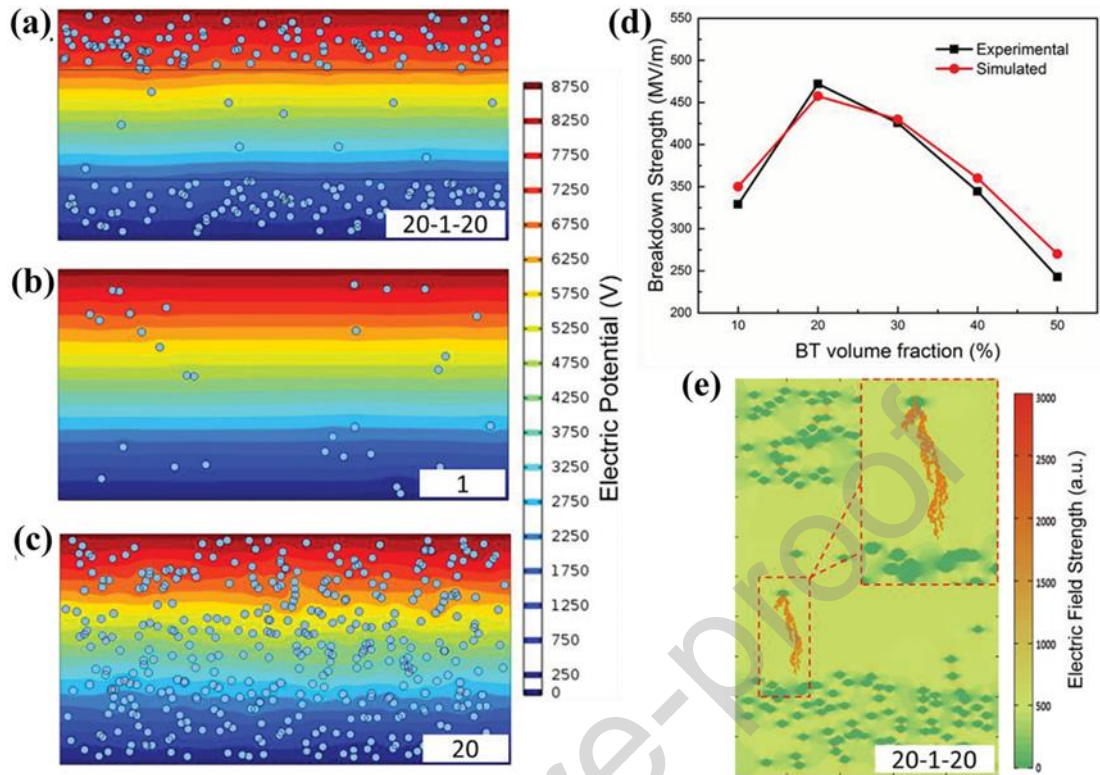 (a)
20-1-20
(b)
1
(c)
20
8750
8250
7750
7250
6750
6250
5750
5250
4750
4250
3750
3250
2750
2250
1750
1250
750
250
0
Electric Potential (V)
(d)
550
450
350
250
200
Breakdown Strength (MV/m)
Experimental
Simulated
10 20 30 40 50
BT volume fraction (%)
(e)
20-1-20
3000
2500
2000
1500
1000
500
0
Electric Field Strength (a.u.)
re-proof